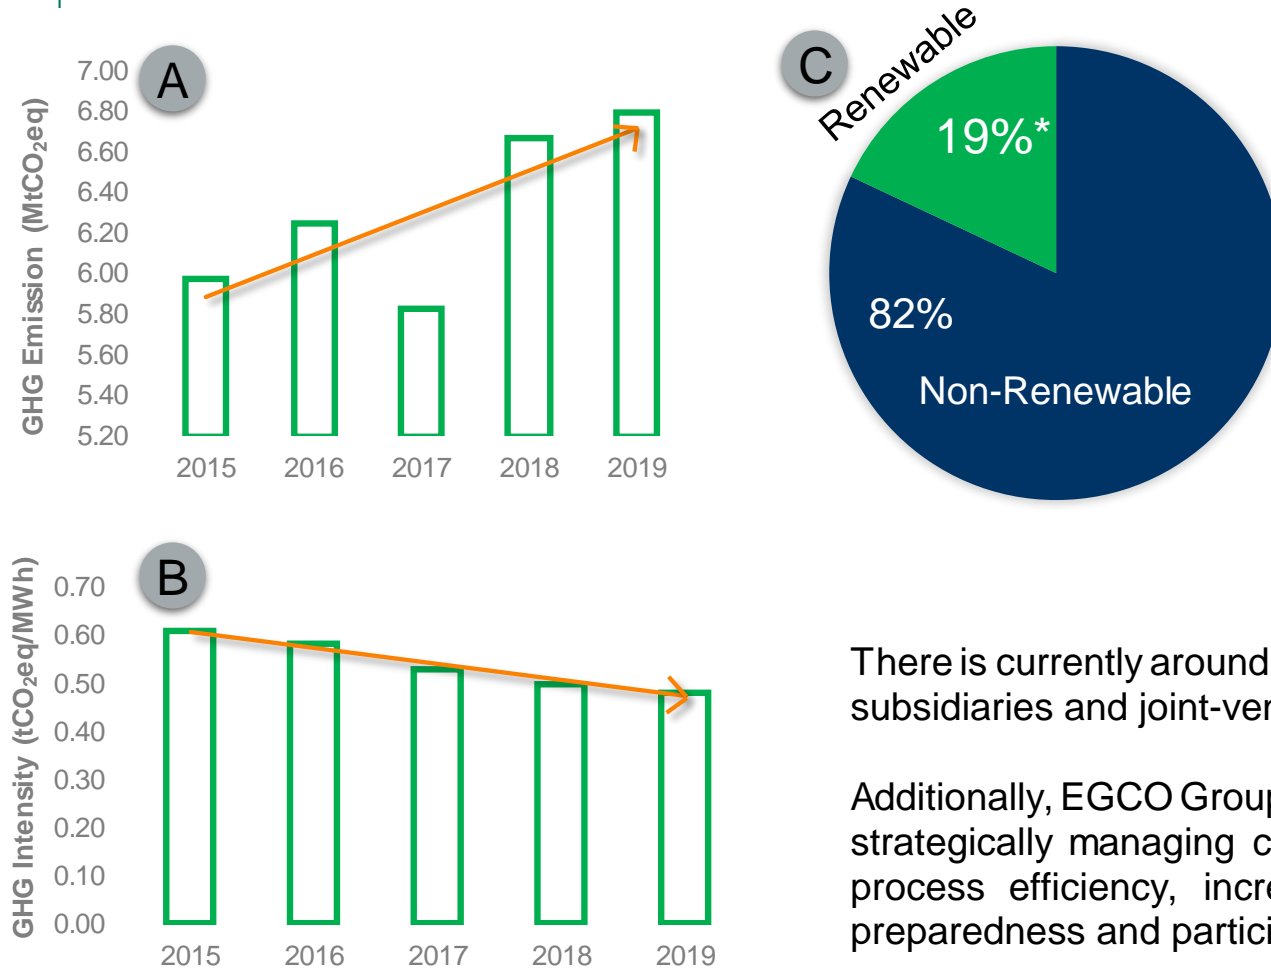 A
GHG Emission (MtCO₂eq)
7.00
6.80
6.60
6.40
6.20
6.00
5.80
5.60
5.40
5.20
2015 2016 2017 2018 2019
B
GHG Intensity (tCO₂eq/MWh)
0.70
0.60
0.50
0.40
0.30
0.20
0.10
0.00
2015 2016 2017 2018 2019
C
Renewable
19%*
82%
Non-Renewable
There is currently around
subsidiaries and joint-ver
Additionally, EGCO Group
strategically managing c
process efficiency, incre
preparedness and partici